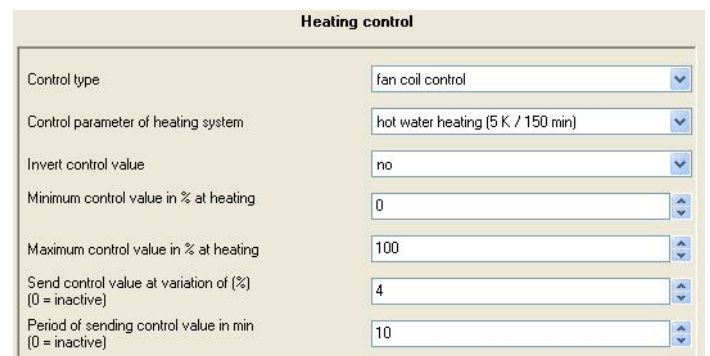 Heating control
Control type fan coil control
Control parameter of heating system hot water heating (5 K / 150 min)
Invert control value no
Minimum control value in % at heating 0
Maximum control value in % at heating 100
Send control value at variation of (%)
(0 = inactive) 4
Period of sending control value in min
(0 = inactive) 10